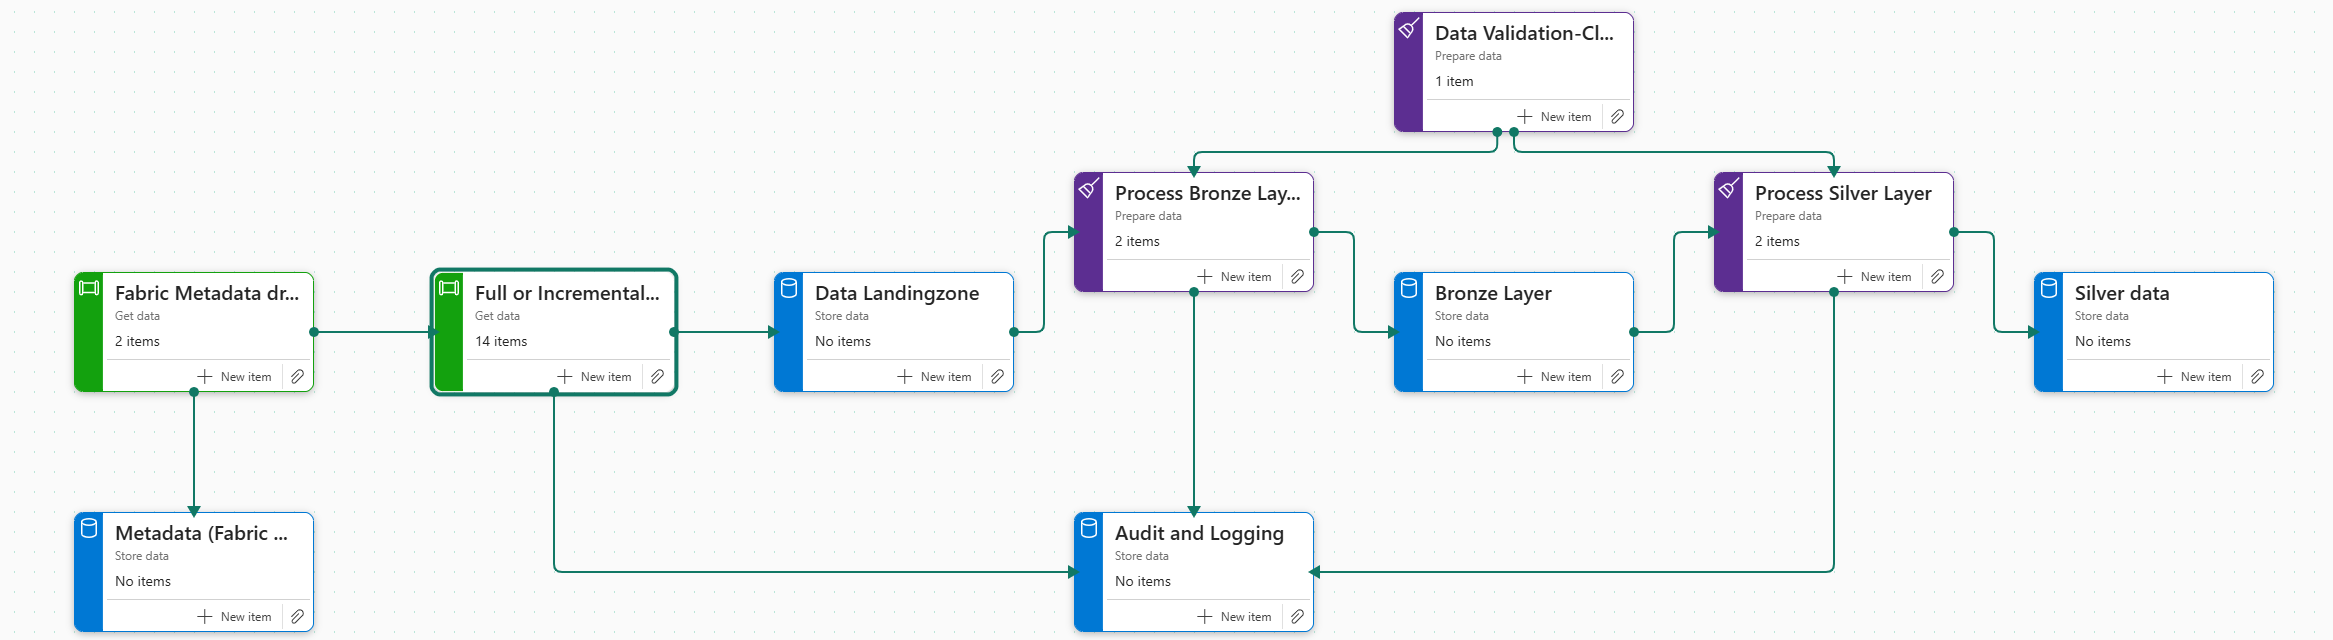 Data Validation-Cl...
Prepare data
1 item
New item
Process Bronze Lay...
Prepare data
2 items
New item
Process Silver Layer
Prepare data
2 items
New item
Fabric Metadata dr...
Get data
2 items
New item
Full or Incremental...
Get data
14 items
New item
Data Landingzone
Store data
No items
New item
Bronze Layer
Store data
No items
New item
Silver data
Store data
No items
New item
Metadata (Fabric ...
Store data
No items
New item
Audit and Logging
Store data
No items
New item